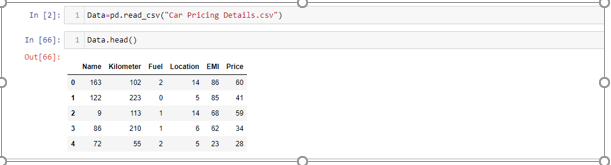 In [2]: 1 Data=pd.read_csv("Car Pricing Details.csv")
In [66]: 1 Data.head()
Out[66]:
Name Kilometer Fuel Location EMI Price
0 163 102 2 14 86 60
1 122 223 0 5 85 41
2 9 113 1 14 68 59
3 86 210 1 6 62 34
4 72 55 2 5 23 28